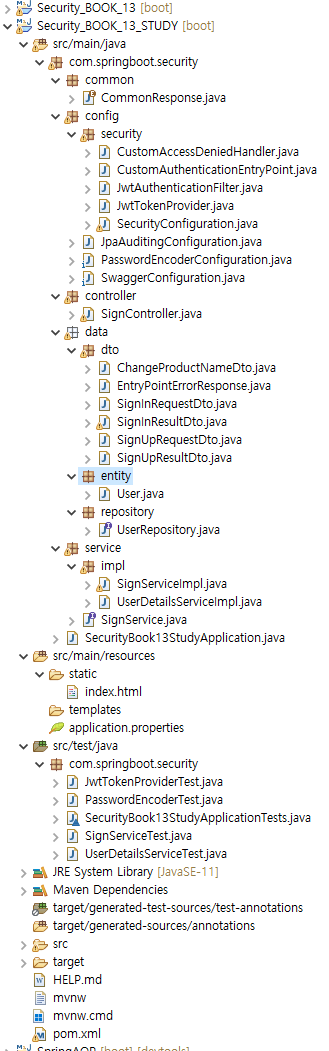 Security_BOOK_13 [boot]
Security_BOOK_13_STUDY [boot]
src/main/java
com.springboot.security
common
CommonResponse.java
config
security
CustomAccessDeniedHandler.java
CustomAuthenticationEntryPoint.java
JwtAuthenticationFilter.java
JwtTokenProvider.java
SecurityConfiguration.java
JpaAuditingConfiguration.java
PasswordEncoderConfiguration.java
SwaggerConfiguration.java
controller
SignController.java
data
dto
ChangeProductNameDto.java
EntryPointErrorResponse.java
SignInRequestDto.java
SignInResultDto.java
SignUpRequestDto.java
SignUpResultDto.java
entity
User.java
repository
UserRepository.java
service
impl
SignServiceImpl.java
UserDetailsServiceImpl.java
SignService.java
SecurityBook13StudyApplication.java
src/main/resources
static
index.html
templates
application.properties
src/test/java
com.springboot.security
JwtTokenProviderTest.java
PasswordEncoderTest.java
SecurityBook13StudyApplicationTests.java
SignServiceTest.java
UserDetailsServiceTest.java
JRE System Library [JavaSE-11]
Maven Dependencies
target/generated-test-sources/test-annotations
target/generated-sources/annotations
src
target
HELP.md
mvnw
mvnw.cmd
pom.xml
SpringAOP [boot] [devtools]